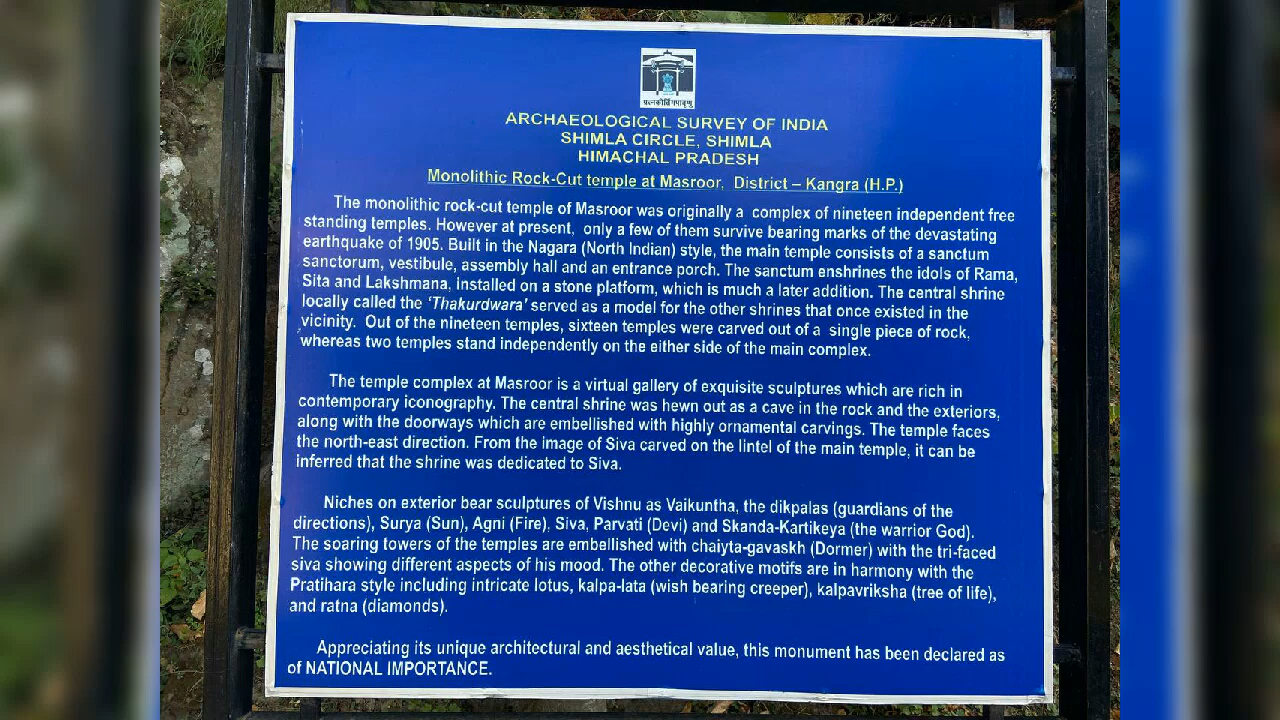 प्रत्नकीर्तिमपावृणु
ARCHAEOLOGICAL SURVEY OF INDIA
SHIMLA CIRCLE, SHIMLA
HIMACHAL PRADESH
Monolithic Rock-Cut temple at Masroor, District – Kangra (H.P.)
The monolithic rock-cut temple of Masroor was originally a complex of nineteen independent free
standing temples. However at present, only a few of them survive bearing marks of the devastating
earthquake of 1905. Built in the Nagara (North Indian) style, the main temple consists of a sanctum
sanctorum, vestibule, assembly hall and an entrance porch. The sanctum enshrines the idols of Rama,
Sita and Lakshmana, installed on a stone platform, which is much a later addition. The central shrine
locally called the 'Thakurdwara' served as a model for the other shrines that once existed in the
vicinity. Out of the nineteen temples, sixteen temples were carved out of a single piece of rock,
whereas two temples stand independently on the either side of the main complex.
The temple complex at Masroor is a virtual gallery of exquisite sculptures which are rich in
contemporary iconography. The central shrine was hewn out as a cave in the rock and the exteriors,
along with the doorways which are embellished with highly ornamental carvings. The temple faces
the north-east direction. From the image of Siva carved on the lintel of the main temple, it can be
inferred that the shrine was dedicated to Siva.
Niches on exterior bear sculptures of Vishnu as Vaikuntha, the dikpalas (guardians of the
directions), Surya (Sun), Agni (Fire), Siva, Parvati (Devi) and Skanda-Kartikeya (the warrior God).
The soaring towers of the temples are embellished with chaiyta-gavaskh (Dormer) with the tri-faced
siva showing different aspects of his mood. The other decorative motifs are in harmony with the
Pratihara style including intricate lotus, kalpa-lata (wish bearing creeper), kalpavriksha (tree of life),
and ratna (diamonds).
Appreciating its unique architectural and aesthetical value, this monument has been declared as
of NATIONAL IMPORTANCE.